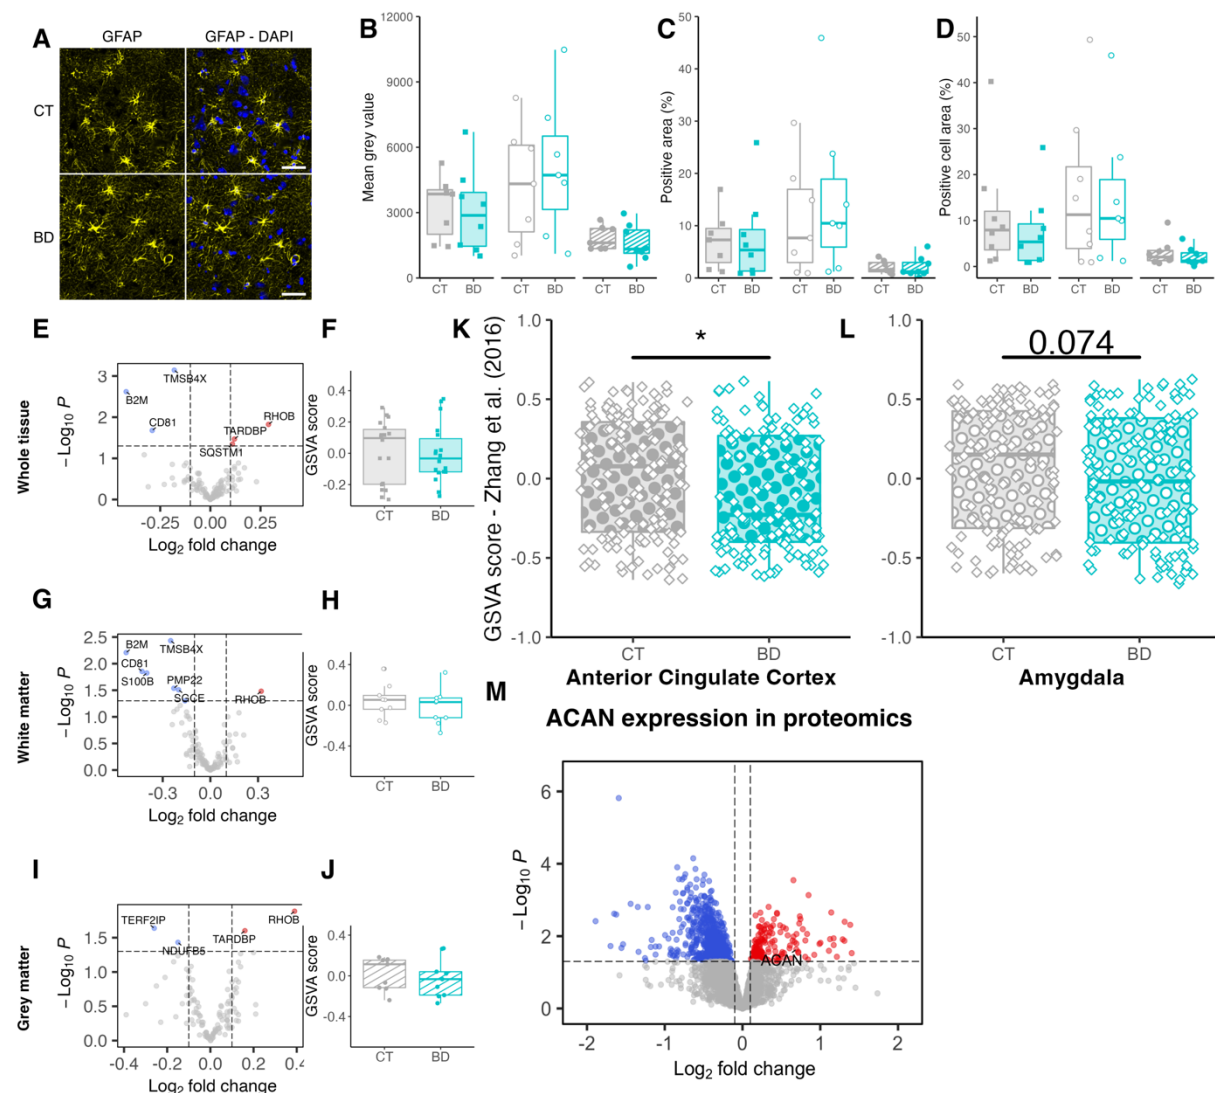 A
GFAP
GFAP - DAPI
CT
BD
B
Mean grey value
12000
9000
6000
3000
0
CT BD CT BD CT BD
C
Positive area (%)
50
40
30
20
10
0
CT BD CT BD CT BD
D
Positive cell area (%)
50
40
30
20
10
0
CT BD CT BD CT BD
E
Whole tissue
−Log10 P
3
2
1
0
TMSB4X
B2M
CD81
RHOB
TARDBP
SQSTM1
-0.25 0.00 0.25
Log2 fold change
F
GSVA score
0.4
0.2
0.0
-0.2
CT BD
K
GSVA score - Zhang et al. (2016)
1.0
0.5
0.0
-0.5
-1.0
*
CT BD
Anterior Cingulate Cortex
L
1.0
0.5
0.0
-0.5
-1.0
0.074
CT BD
Amygdala
G
White matter
−Log10 P
2.5
2.0
1.5
1.0
0.5
0.0
B2M
TMSB4X
CD81
S100B
PMP22
SGCE
RHOB
-0.3 0.0 0.3
Log2 fold change
H
GSVA score
0.4
0.0
-0.4
CT BD
I
Grey matter
−Log10 P
1.5
1.0
0.5
0.0
TERF2IP
RHOB
TARDBP
NDUFB5
-0.4 -0.2 0.0 0.2 0.4
Log2 fold change
J
GSVA score
0.4
0.0
-0.4
CT BD
M
ACAN expression in proteomics
−Log10 P
6
4
2
0
ACAN
-2 -1 0 1 2
Log2 fold change